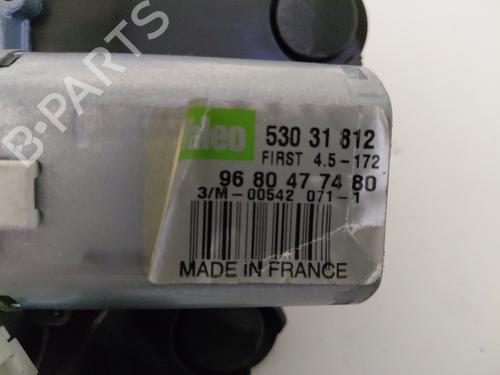 B-PARTS
aleo 530 31 812
FIRST 4.5-172
96 80 47 74 80
3/M-00542 071-1
MADE IN FRANCE